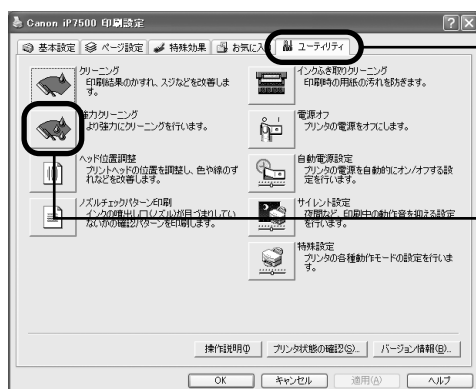 Canon iP7500 印刷設定
基本設定 ページ設定 特殊効果 お気に入 ユーティリティ
クリーニング
印刷結果のかすれ、スジなどを改善しま
す。
強力クリーニング
より強力にクリーニングを行います。
ヘッド位置調整
プリントヘッドの位置を調整し、色や線のず
れなどを改善します。
ノズルチェックパターン印刷
インクの噴出し口(ノズル)が目づまりしてい
ないかの確認パターンを印刷します。
インクふき取りクリーニング
印刷時の用紙の汚れを防ぎます。
電源オフ
プリンタの電源をオフにします。
自動電源設定
プリンタの電源を自動的にオン/オフする設
定を行います。
サイレント設定
夜間など、印刷中の動作音を抑える設定
を行います。
特殊設定
プリンタの各種動作モードの設定を行いま
す。
操作説明(I) プリンタ状態の確認(S)... バージョン情報(B)...
OK キャンセル 適用(A) ヘルプ